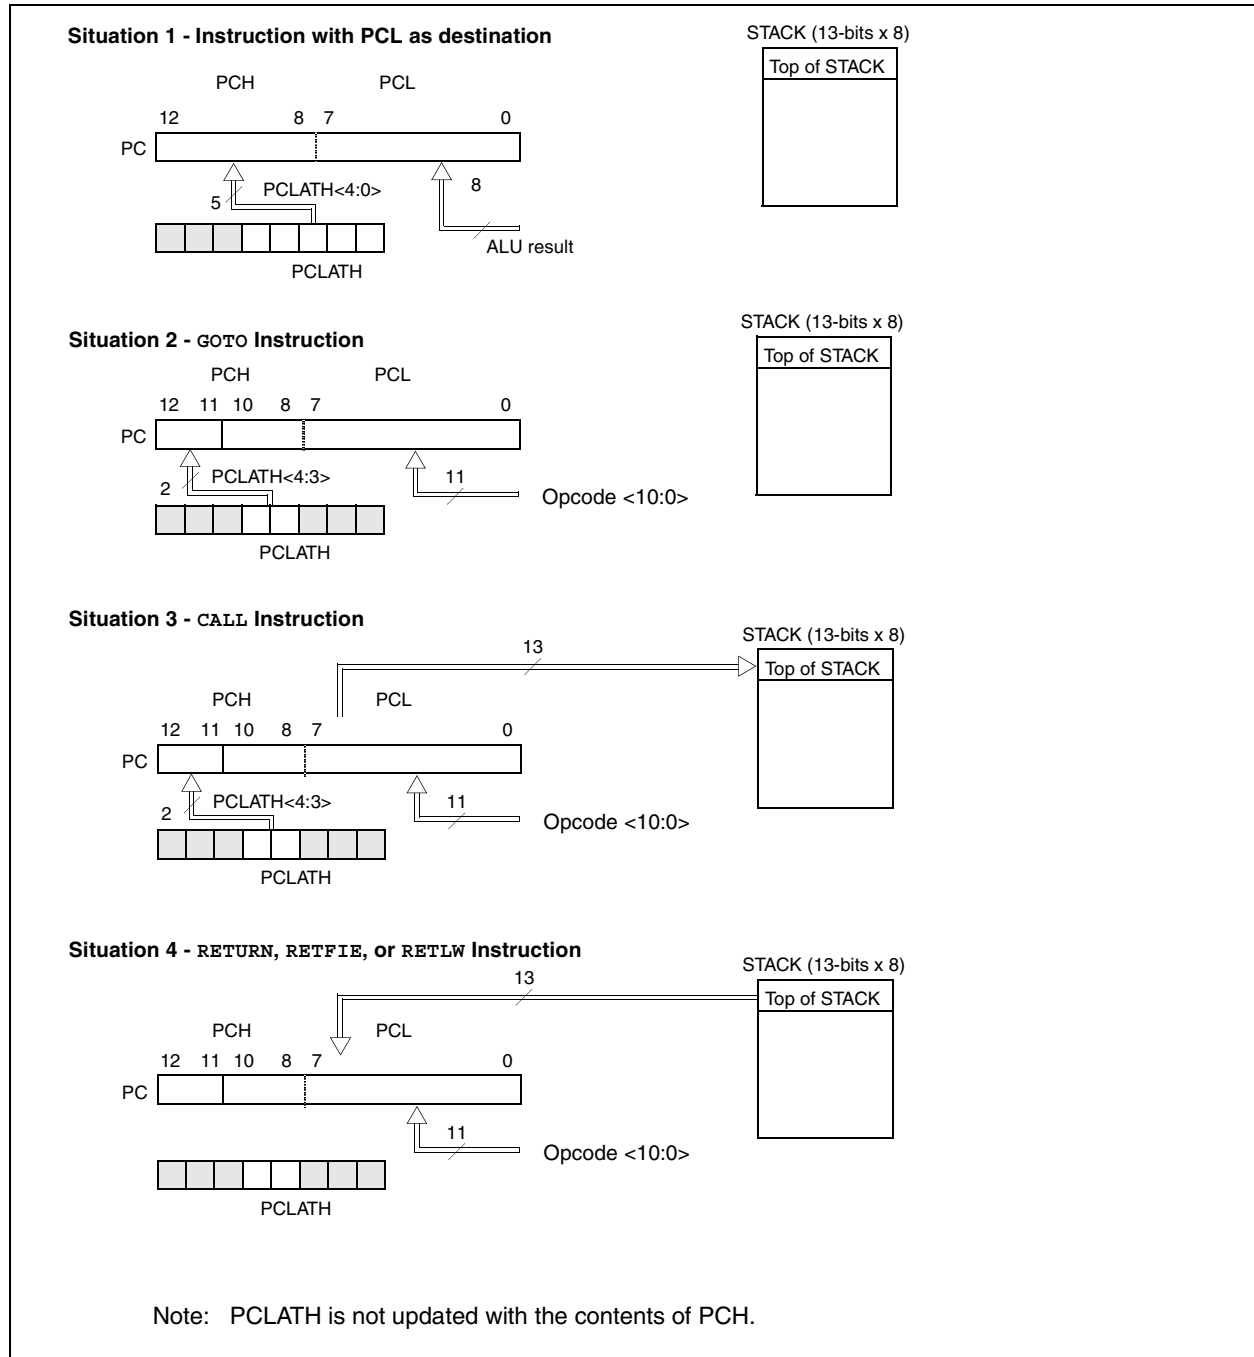 Situation 1 - Instruction with PCL as destination
STACK (13-bits x 8)
Top of STACK
PCH PCL
12 8 7 0
PC
5 PCLATH<4:0> 8
ALU result
PCLATH
Situation 2 - GOTO Instruction
STACK (13-bits x 8)
Top of STACK
PCH PCL
12 11 10 8 7 0
PC
2 PCLATH<4:3> 11
Opcode <10:0>
PCLATH
Situation 3 - CALL Instruction
STACK (13-bits x 8)
13
Top of STACK
PCH PCL
12 11 10 8 7 0
PC
2 PCLATH<4:3> 11
Opcode <10:0>
PCLATH
Situation 4 - RETURN, RETFIE, or RETLW Instruction
STACK (13-bits x 8)
13
Top of STACK
PCH PCL
12 11 10 8 7 0
PC
11
Opcode <10:0>
PCLATH
Note: PCLATH is not updated with the contents of PCH.